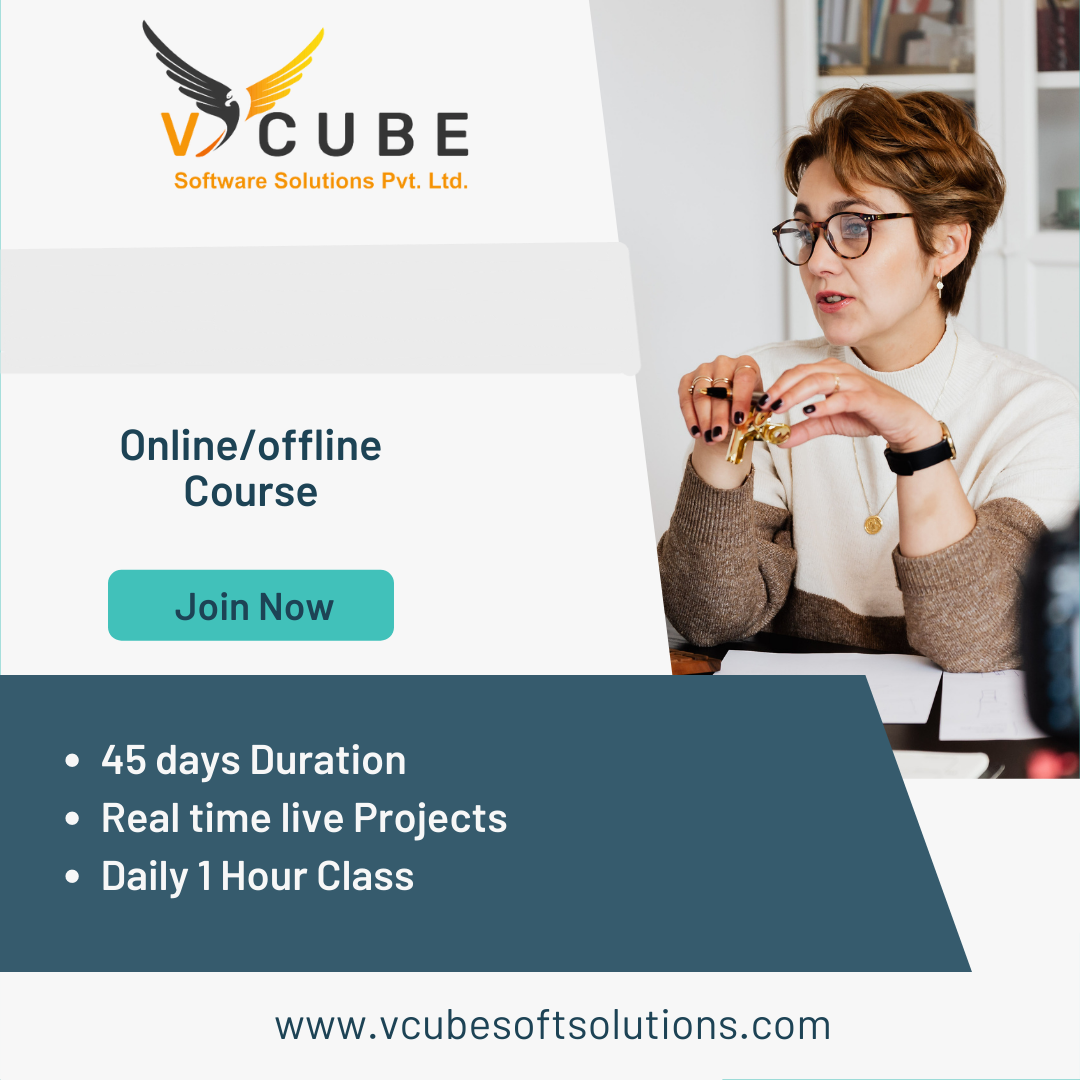 V CUBE
Software Solutions Pvt. Ltd.
Online/offline
Course
Join Now
• 45 days Duration
• Real time live Projects
• Daily 1 Hour Class
www.vcubesoftsolutions.com